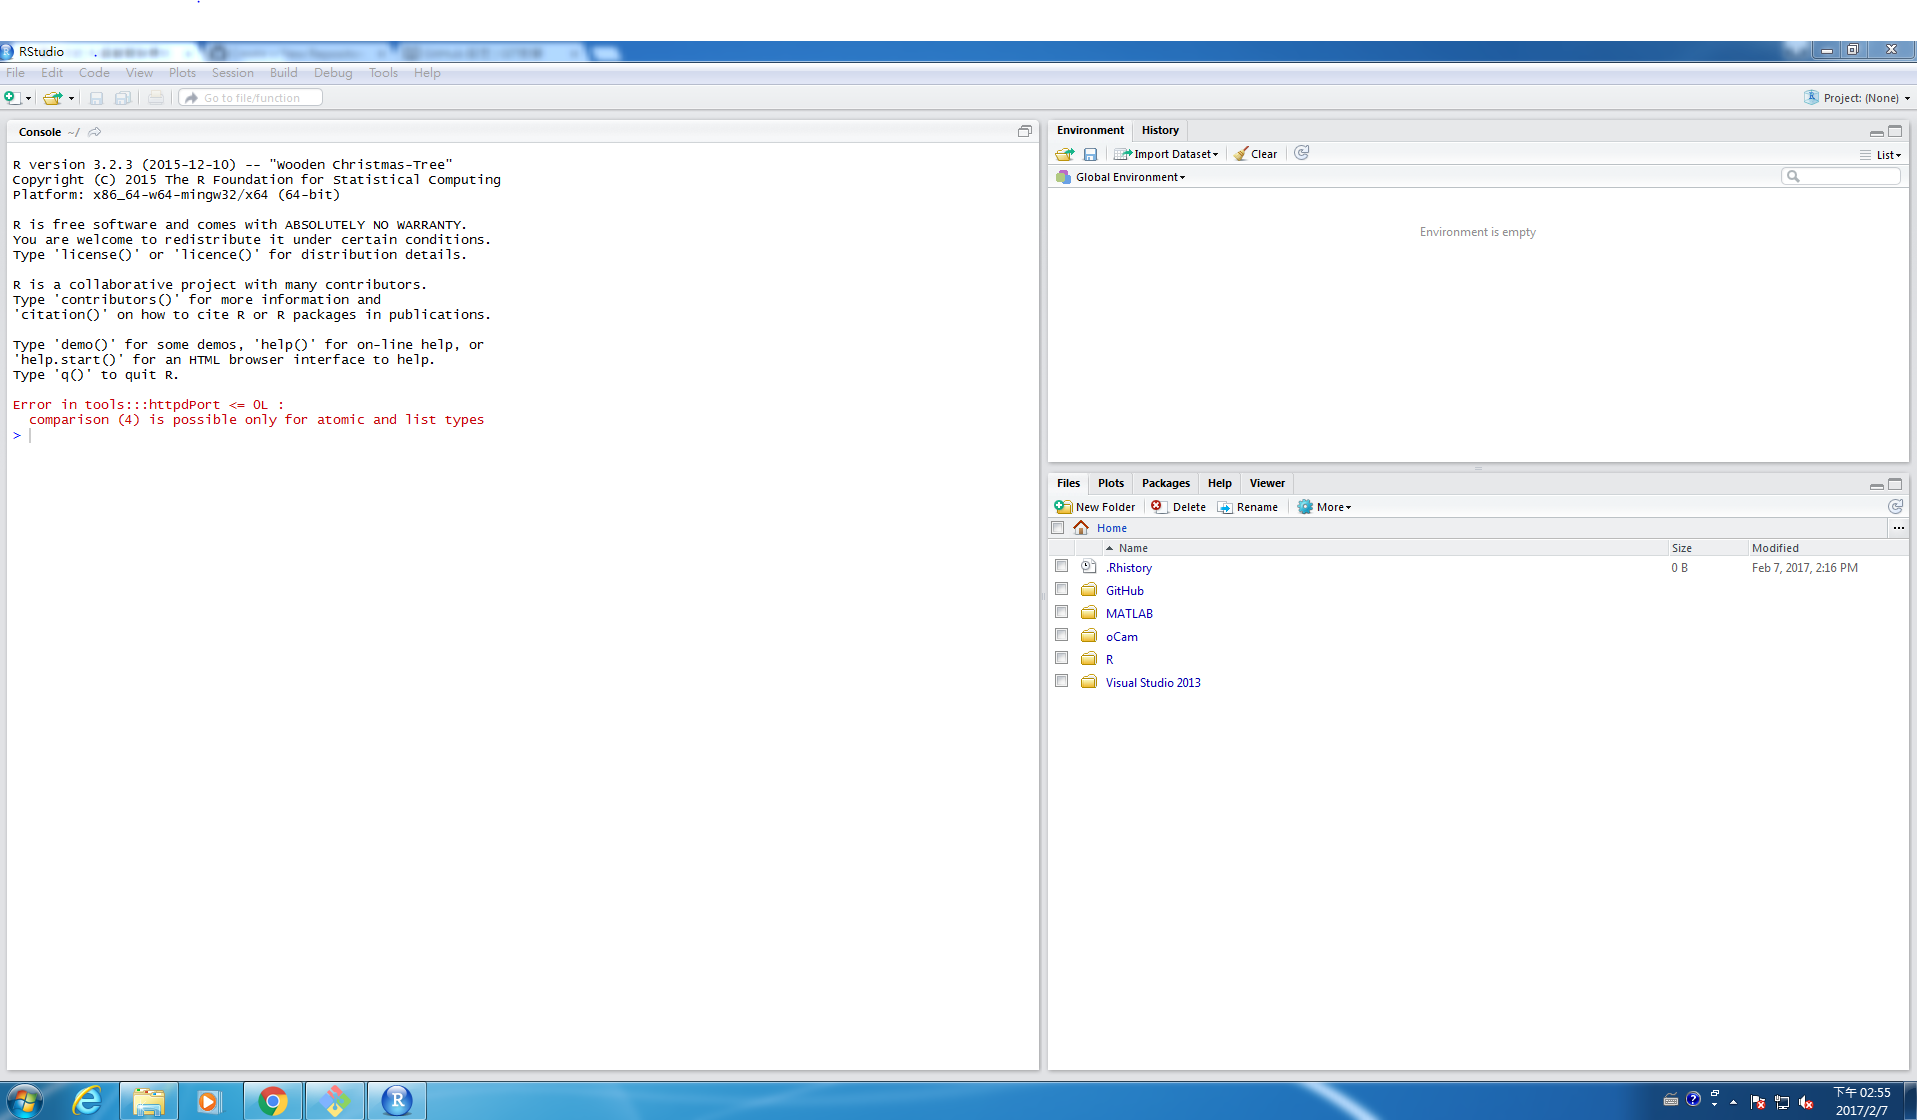 RStudio
File Edit Code View Plots Session Build Debug Tools Help
Go to file/function
Project: (None)
Console ~/
R version 3.2.3 (2015-12-10) -- "Wooden Christmas-Tree"
Copyright (C) 2015 The R Foundation for Statistical Computing
Platform: x86_64-w64-mingw32/x64 (64-bit)
R is free software and comes with ABSOLUTELY NO WARRANTY.
You are welcome to redistribute it under certain conditions.
Type 'license()' or 'licence()' for distribution details.
R is a collaborative project with many contributors.
Type 'contributors()' for more information and
'citation()' on how to cite R or R packages in publications.
Type 'demo()' for some demos, 'help()' for on-line help, or
'help.start()' for an HTML browser interface to help.
Type 'q()' to quit R.
Error in tools:::httpdPort <= 0L :
comparison (4) is possible only for atomic and list types
>
Environment History
Import Dataset Clear List
Global Environment
Environment is empty
Files Plots Packages Help Viewer
New Folder Delete Rename More
Home ...
Name Size Modified
.Rhistory 0 B Feb 7, 2017, 2:16 PM
GitHub
MATLAB
oCam
R
Visual Studio 2013
下午 02:55
2017/2/7